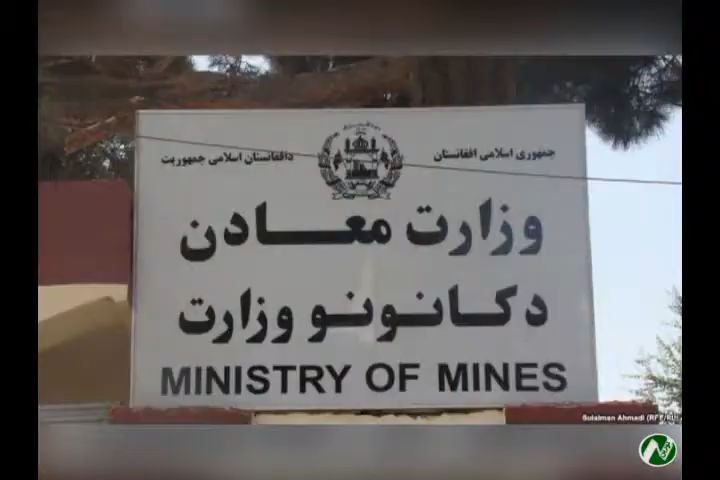 جمهوری اسلامی افغانستان
دافغانستان اسلامی جمهوریت
وزارت معادن
دکانونو وزارت
MINISTRY OF MINES
Sulaiman Ahmadi (RFE/RL)